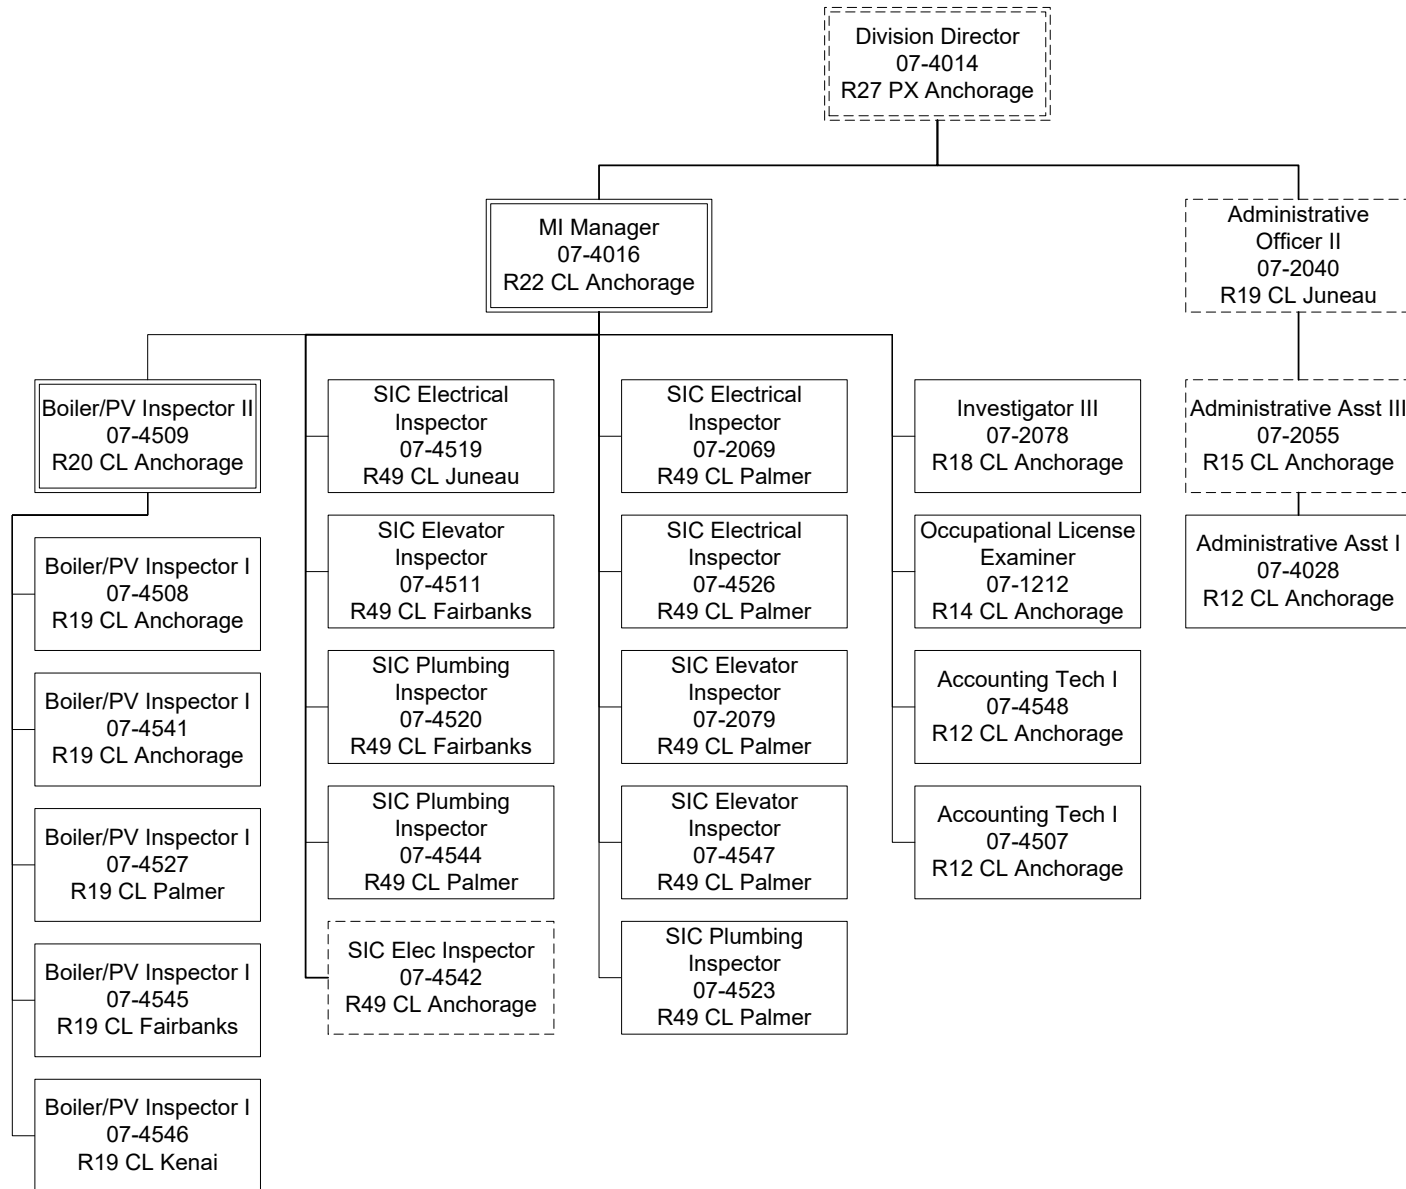 Division Director
07-4014
R27 PX Anchorage
MI Manager
07-4016
R22 CL Anchorage
Administrative
Officer II
07-2040
R19 CL Juneau
Boiler/PV Inspector II
07-4509
R20 CL Anchorage
SIC Electrical
Inspector
07-4519
R49 CL Juneau
SIC Electrical
Inspector
07-2069
R49 CL Palmer
Investigator III
07-2078
R18 CL Anchorage
Administrative Asst III
07-2055
R15 CL Anchorage
Boiler/PV Inspector I
07-4508
R19 CL Anchorage
SIC Elevator
Inspector
07-4511
R49 CL Fairbanks
SIC Electrical
Inspector
07-4526
R49 CL Palmer
Occupational License
Examiner
07-1212
R14 CL Anchorage
Administrative Asst I
07-4028
R12 CL Anchorage
Boiler/PV Inspector I
07-4541
R19 CL Anchorage
SIC Plumbing
Inspector
07-4520
R49 CL Fairbanks
SIC Elevator
Inspector
07-2079
R49 CL Palmer
Accounting Tech I
07-4548
R12 CL Anchorage
Boiler/PV Inspector I
07-4527
R19 CL Palmer
SIC Plumbing
Inspector
07-4544
R49 CL Palmer
SIC Elevator
Inspector
07-4547
R49 CL Palmer
Accounting Tech I
07-4507
R12 CL Anchorage
Boiler/PV Inspector I
07-4545
R19 CL Fairbanks
SIC Elec Inspector
07-4542
R49 CL Anchorage
SIC Plumbing
Inspector
07-4523
R49 CL Palmer
Boiler/PV Inspector I
07-4546
R19 CL Kenai